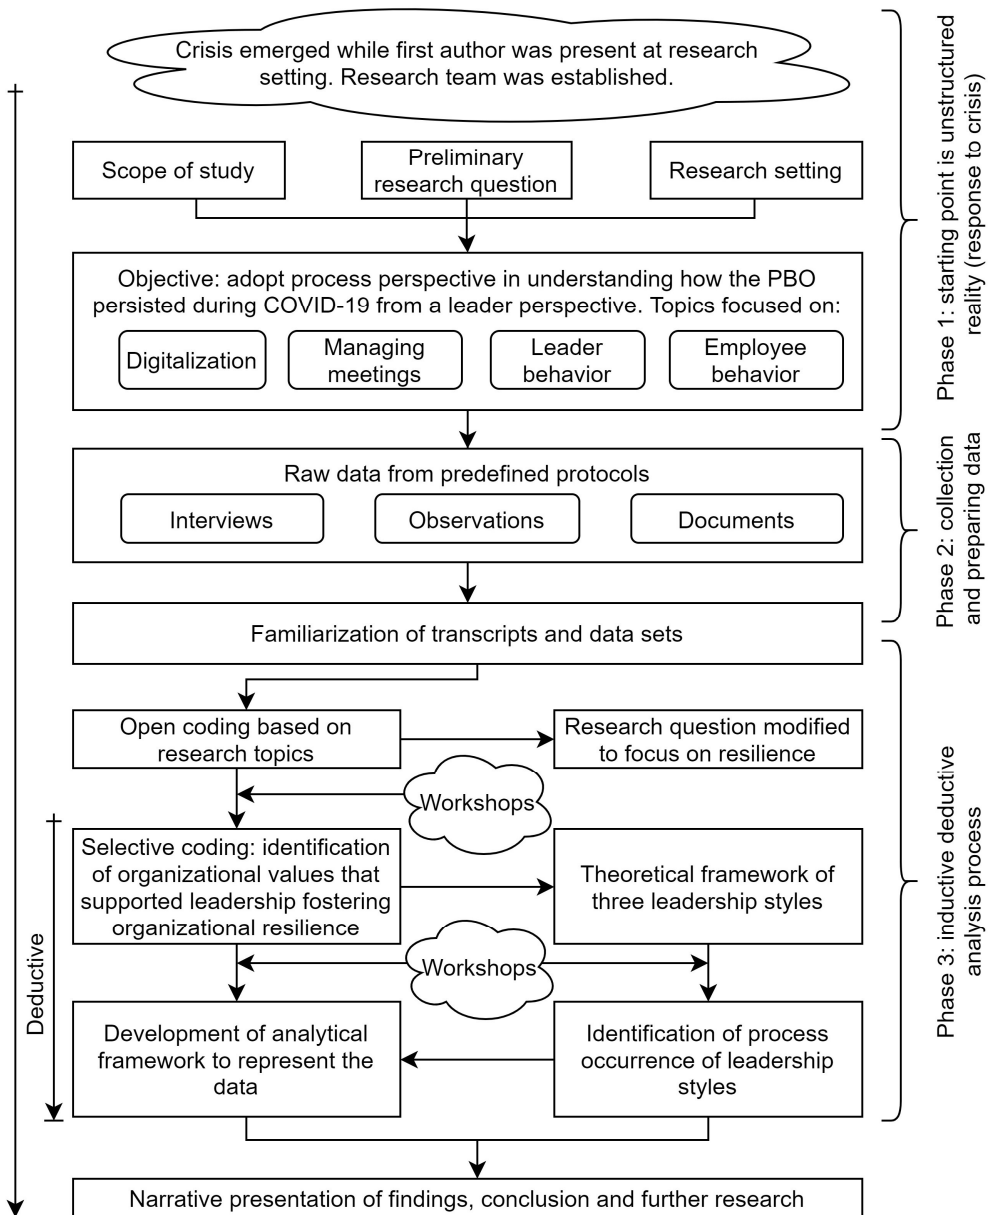 Crisis emerged while first author was present at research
setting. Research team was established.
Scope of study
Preliminary
research question
Research setting
Objective: adopt process perspective in understanding how the PBO
persisted during COVID-19 from a leader perspective. Topics focused on:
Digitalization
Managing
meetings
Leader
behavior
Employee
behavior
Phase 1: starting point is unstructured
reality (response to crisis)
Raw data from predefined protocols
Interviews
Observations
Documents
Phase 2: collection
and preparing data
Familiarization of transcripts and data sets
Open coding based on
research topics
Research question modified
to focus on resilience
Workshops
Selective coding: identification
of organizational values that
supported leadership fostering
organizational resilience
Theoretical framework of
three leadership styles
Workshops
Deductive
Development of analytical
framework to represent the
data
Identification of process
occurrence of leadership
styles
Phase 3: inductive deductive
analysis process
Narrative presentation of findings, conclusion and further research